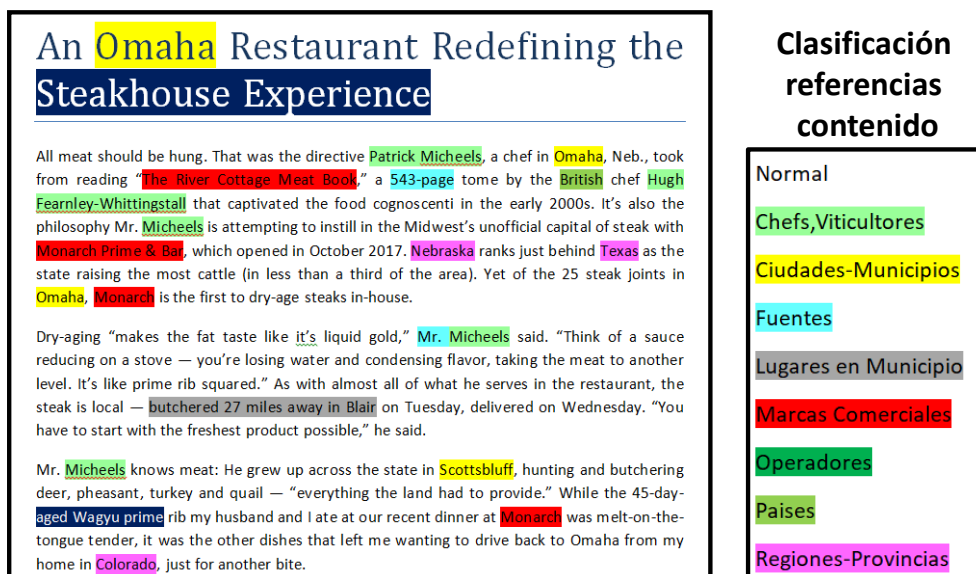 An Omaha Restaurant Redefining the
Steakhouse Experience
All meat should be hung. That was the directive Patrick Micheels, a chef in Omaha, Neb., took
from reading “The River Cottage Meat Book,” a 543-page tome by the British chef Hugh
Fearnley-Whittingstall that captivated the food cognoscenti in the early 2000s. It’s also the
philosophy Mr. Micheels is attempting to instill in the Midwest’s unofficial capital of steak with
Monarch Prime & Bar, which opened in October 2017. Nebraska ranks just behind Texas as the
state raising the most cattle (in less than a third of the area). Yet of the 25 steak joints in
Omaha, Monarch is the first to dry-age steaks in-house.
Dry-aging “makes the fat taste like it’s liquid gold,” Mr. Micheels said. “Think of a sauce
reducing on a stove — you’re losing water and condensing flavor, taking the meat to another
level. It’s like prime rib squared.” As with almost all of what he serves in the restaurant, the
steak is local — butchered 27 miles away in Blair on Tuesday, delivered on Wednesday. “You
have to start with the freshest product possible,” he said.
Mr. Micheels knows meat: He grew up across the state in Scottsbluff, hunting and butchering
deer, pheasant, turkey and quail — “everything the land had to provide.” While the 45-day-
aged Wagyu prime rib my husband and I ate at our recent dinner at Monarch was melt-on-the-
tongue tender, it was the other dishes that left me wanting to drive back to Omaha from my
home in Colorado, just for another bite.
Clasificación
referencias
contenido
Normal
Chefs,Viticultores
Ciudades-Municipios
Fuentes
Lugares en Municipio
Marcas Comerciales
Operadores
Paises
Regiones-Provincias